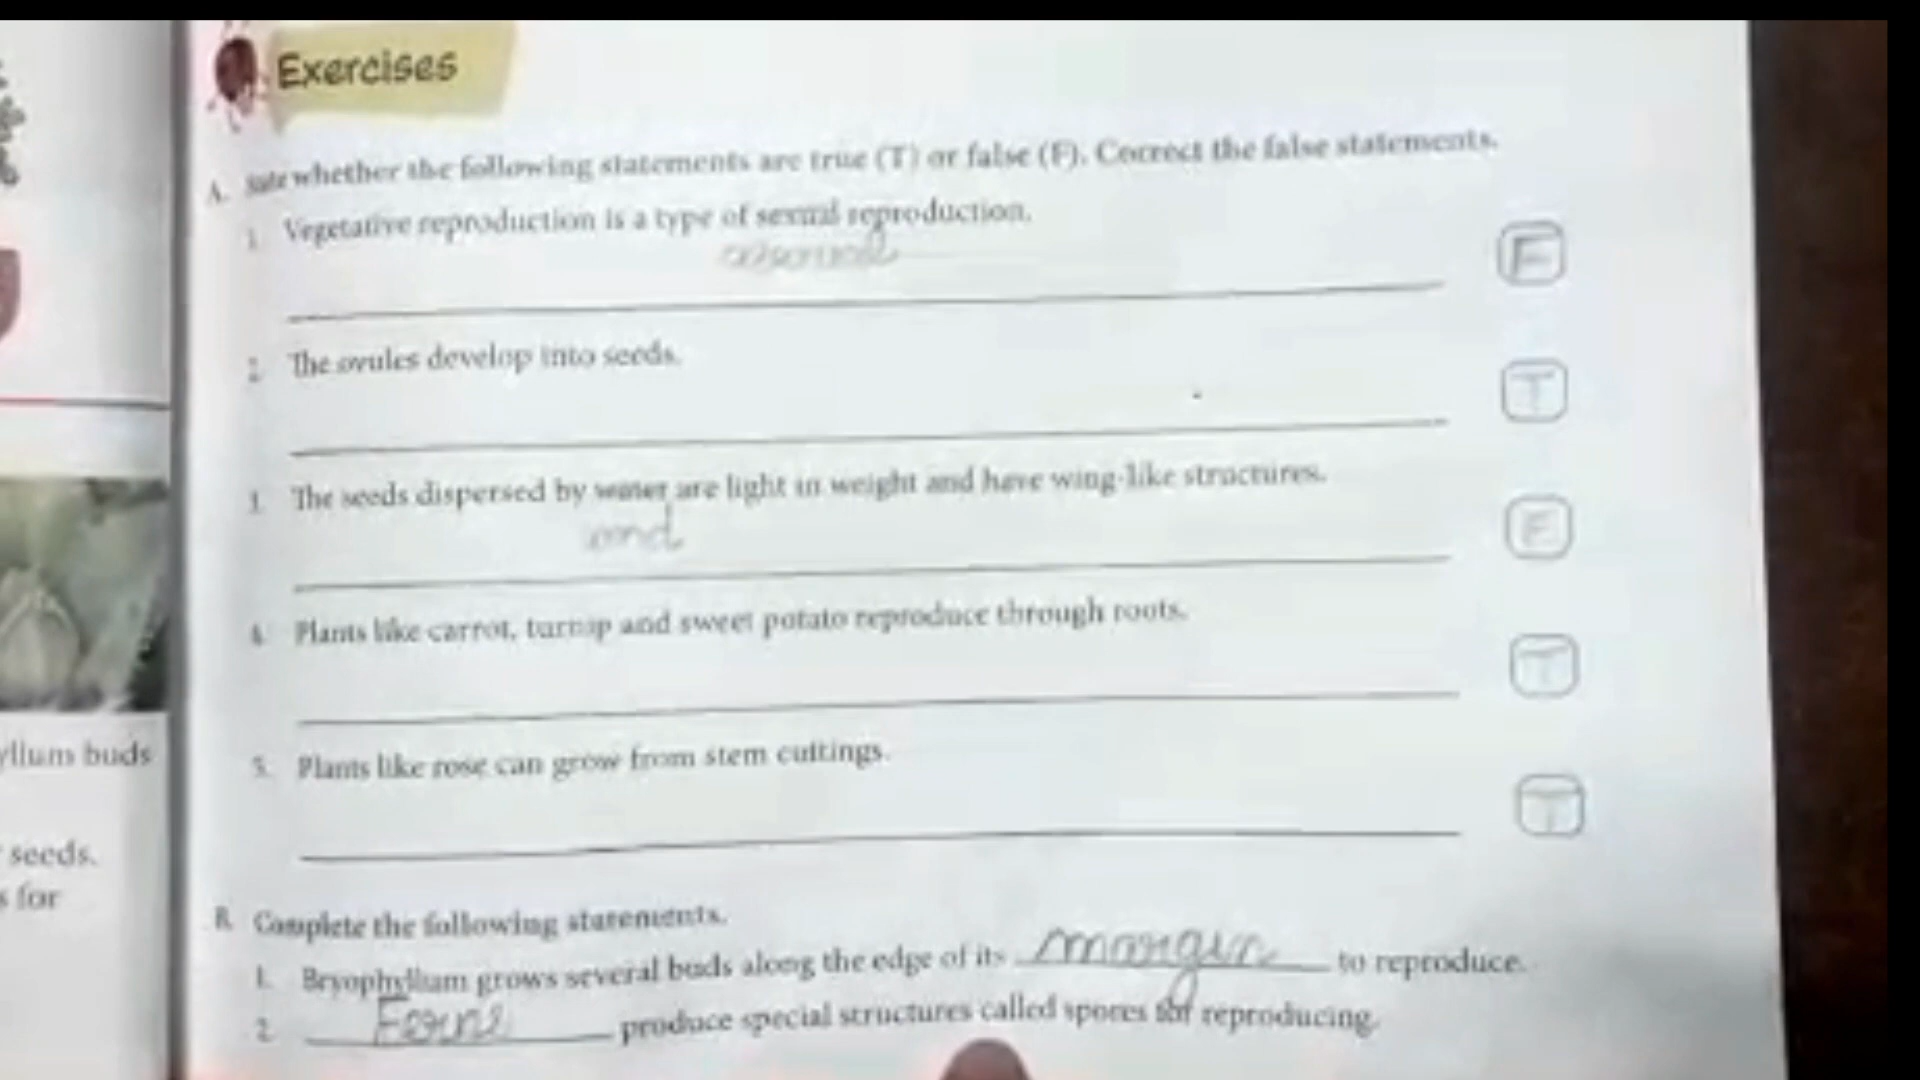 Exercises
A. State whether the following statements are true (T) or false (F). Correct the false statements.
1. Vegetative reproduction is a type of sexual reproduction.
asexual
F
2. The ovules develop into seeds.
T
3. The seeds dispersed by water are light in weight and have wing-like structures.
F
4. Plants like carrot, turnip and sweet potato reproduce through roots.
T
5. Plants like rose can grow from stem cuttings.
T
B. Complete the following statements.
1. Bryophyllum grows several buds along the edge of its margin to reproduce.
2. Ferns produce special structures called spores for reproducing.
yllum buds
seeds.
s for